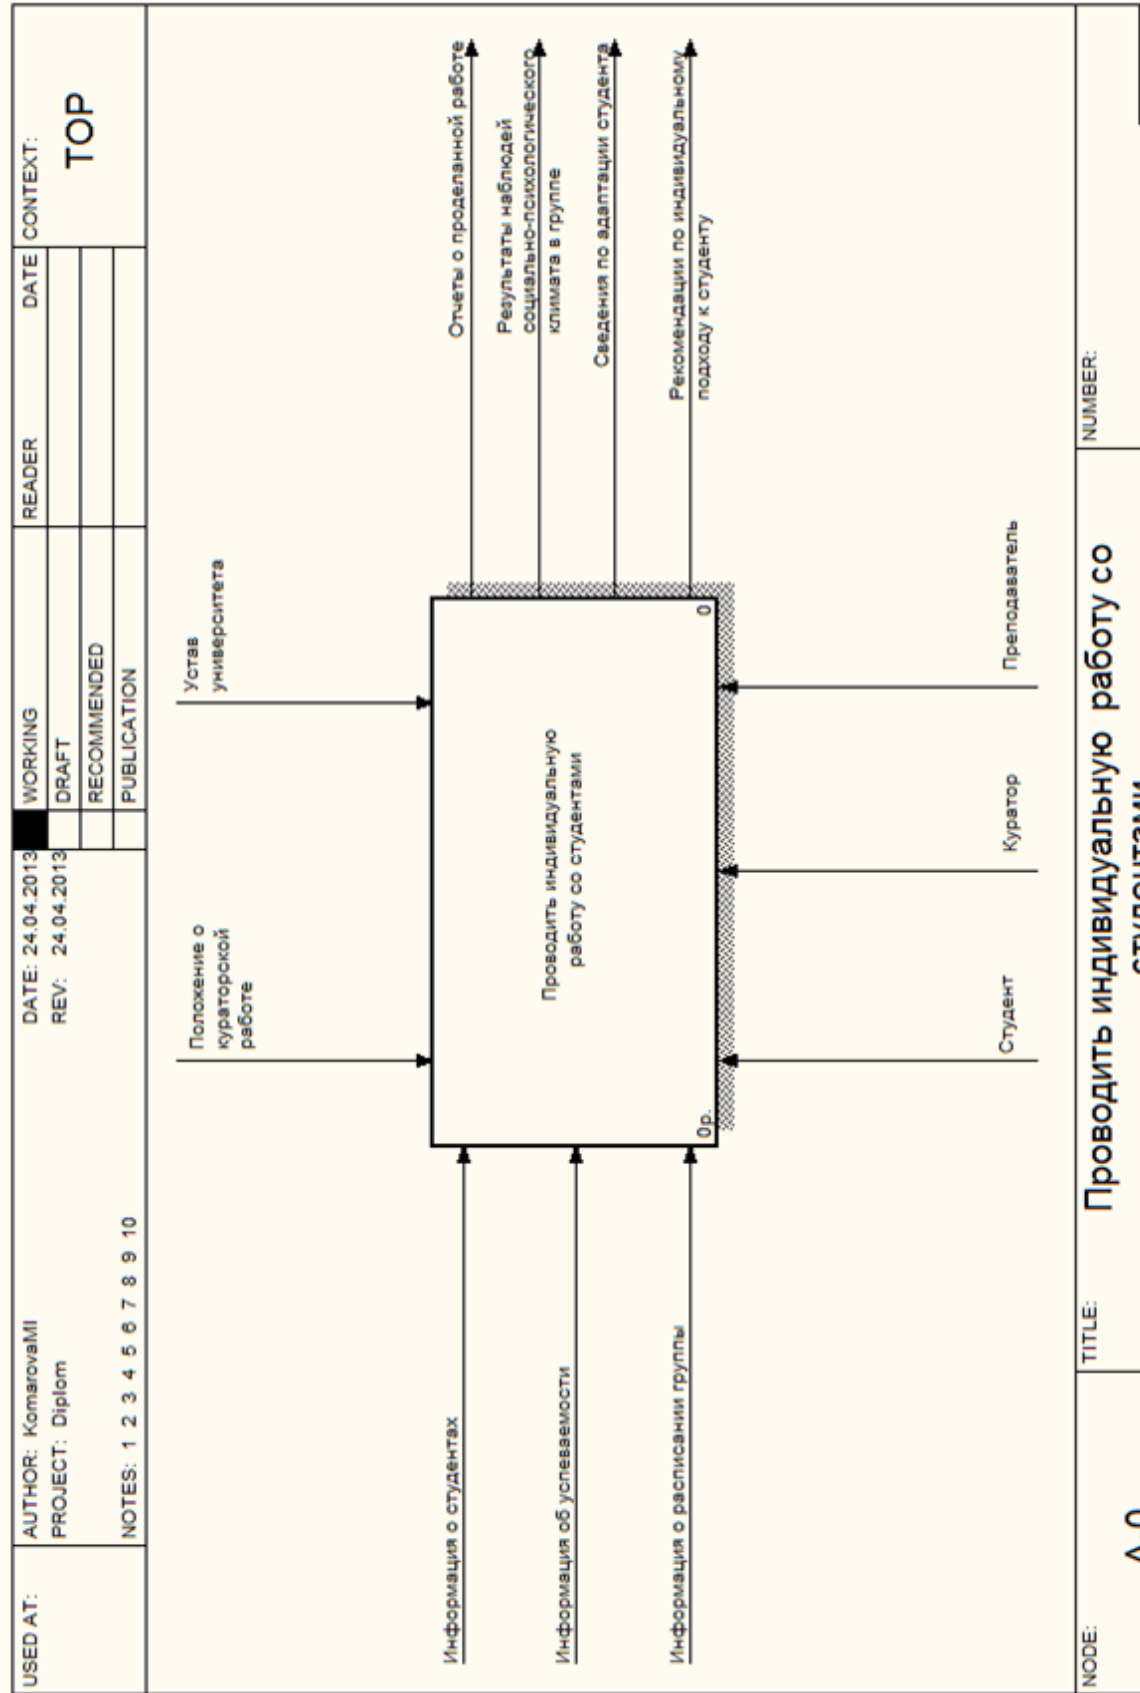 USED AT:
AUTHOR: KomarovaMI
DATE: 24.04.2013
WORKING
READER
DATE
CONTEXT:
PROJECT: Diplom
REV: 24.04.2013
DRAFT
TOP
RECOMMENDED
NOTES: 1 2 3 4 5 6 7 8 9 10
PUBLICATION
Положение о
кураторской
работе
Устав
университета
Информация о студентах
Информация об успеваемости
Информация о расписании группы
Проводить индивидуальную
работу со студентами
0р.
0
Отчеты о проделанной работе
Результаты наблюдей
социально-психологического
климата в группе
Сведения по адаптации студента
Рекомендации по индивидуальному
подходу к студенту
Студент
Куратор
Преподаватель
NODE:
TITLE:
Проводить индивидуальную работу со
студентами
NUMBER: